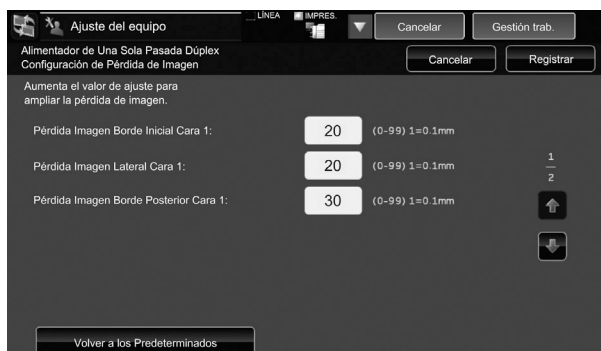 Ajuste del equipo
LÍNEA
IMPRES.
Cancelar
Gestión trab.
Alimentador de Una Sola Pasada Dúplex
Configuración de Pérdida de Imagen
Cancelar
Registrar
Aumenta el valor de ajuste para
ampliar la pérdida de imagen.
Pérdida Imagen Borde Inicial Cara 1: 20 (0-99) 1=0.1mm
Pérdida Imagen Lateral Cara 1: 20 (0-99) 1=0.1mm
Pérdida Imagen Borde Posterior Cara 1: 30 (0-99) 1=0.1mm
1
2
Volver a los Predeterminados